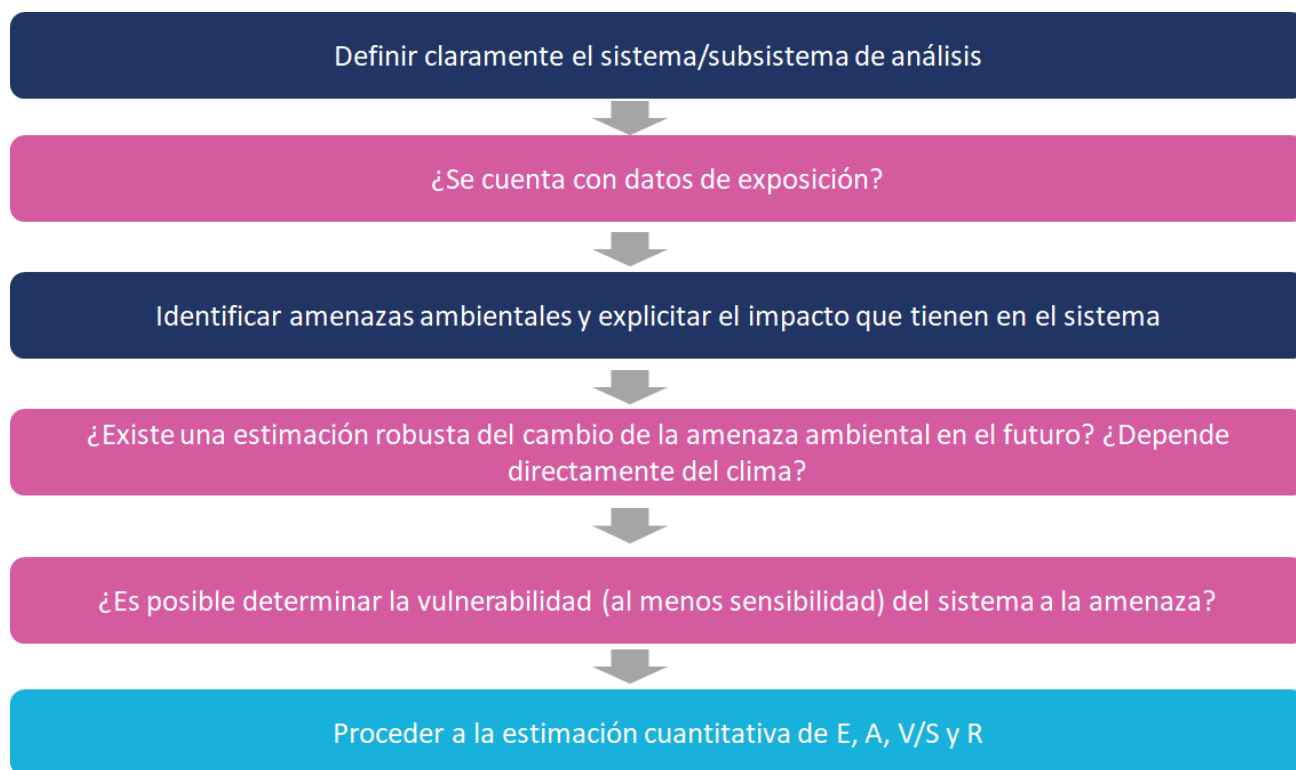 Definir claramente el sistema/subsistema de análisis
¿Se cuenta con datos de exposición?
Identificar amenazas ambientales y explicitar el impacto que tienen en el sistema
¿Existe una estimación robusta del cambio de la amenaza ambiental en el futuro? ¿Depende
directamente del clima?
¿Es posible determinar la vulnerabilidad (al menos sensibilidad) del sistema a la amenaza?
Proceder a la estimación cuantitativa de E, A, V/S y R